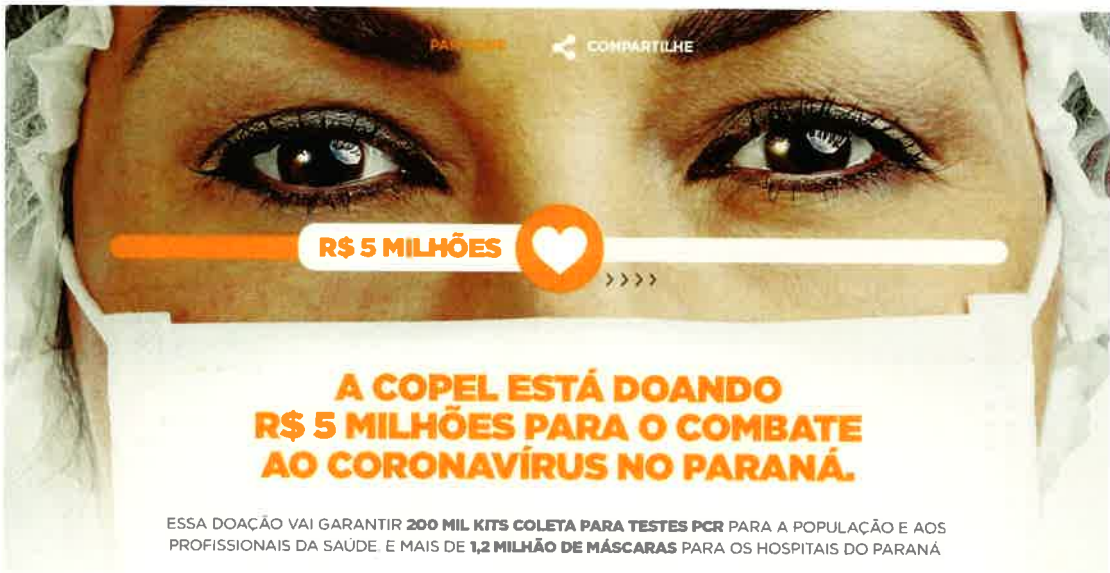 PARTICIPE
COMPARTILHE
R$ 5 MILHÕES
A COPEL ESTÁ DOANDO
R$ 5 MILHÕES PARA O COMBATE
AO CORONAVÍRUS NO PARANÁ.
ESSA DOAÇÃO VAI GARANTIR 200 MIL KITS COLETA PARA TESTES PCR PARA A POPULAÇÃO E AOS
PROFISSIONAIS DA SAÚDE E MAIS DE 1,2 MILHÃO DE MÁSCARAS PARA OS HOSPITAIS DO PARANÁ